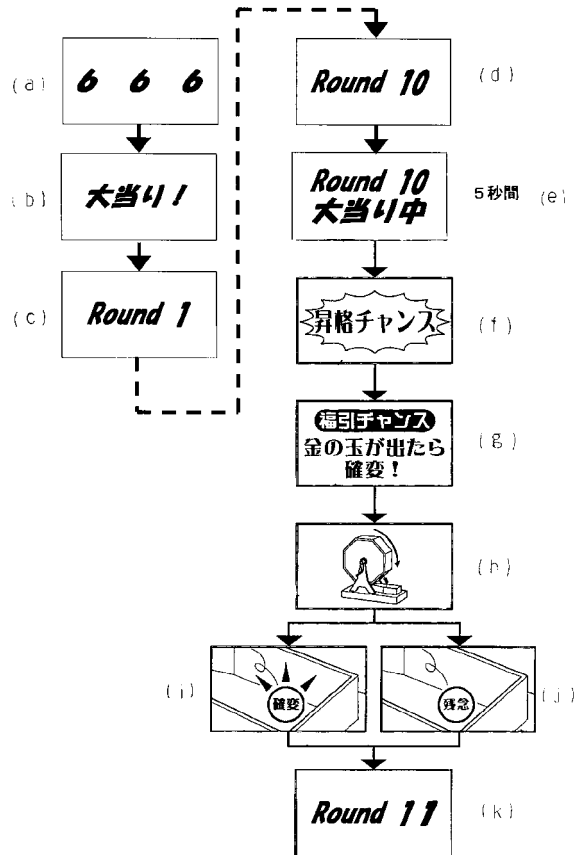 (a)
6 6 6
(b)
大当り！
(c)
Round 1
Round 10
(d)
Round 10
大当り中
5秒間 (e)
昇格チャンス
(f)
福引チャンス
金の玉が出たら
確変！
(g)
(h)
(i)
確変
残念
(j)
Round 11
(k)